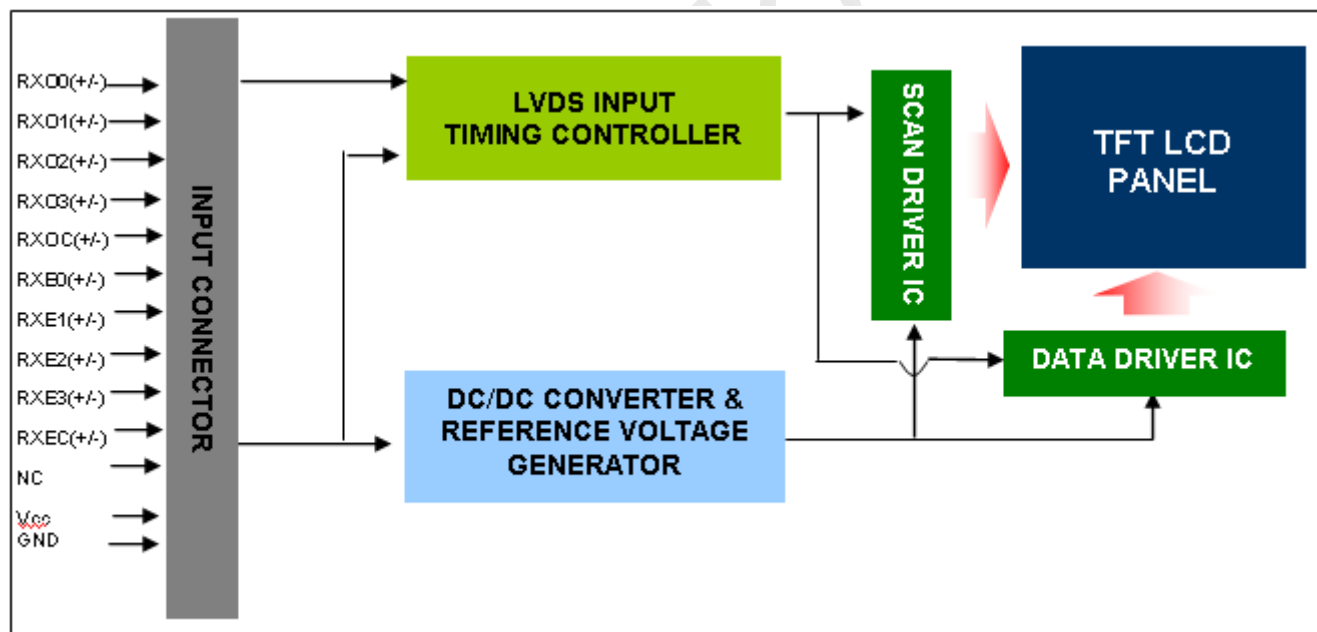 RXO0(+/-)
RXO1(+/-)
RXO2(+/-)
RXO3(+/-)
RXOC(+/-)
RXE0(+/-)
RXE1(+/-)
RXE2(+/-)
RXE3(+/-)
RXEC(+/-)
NC
Vcc
GND
INPUT CONNECTOR
LVDS INPUT
TIMING CONTROLLER
DC/DC CONVERTER &
REFERENCE VOLTAGE
GENERATOR
SCAN DRIVER IC
TFT LCD
PANEL
DATA DRIVER IC